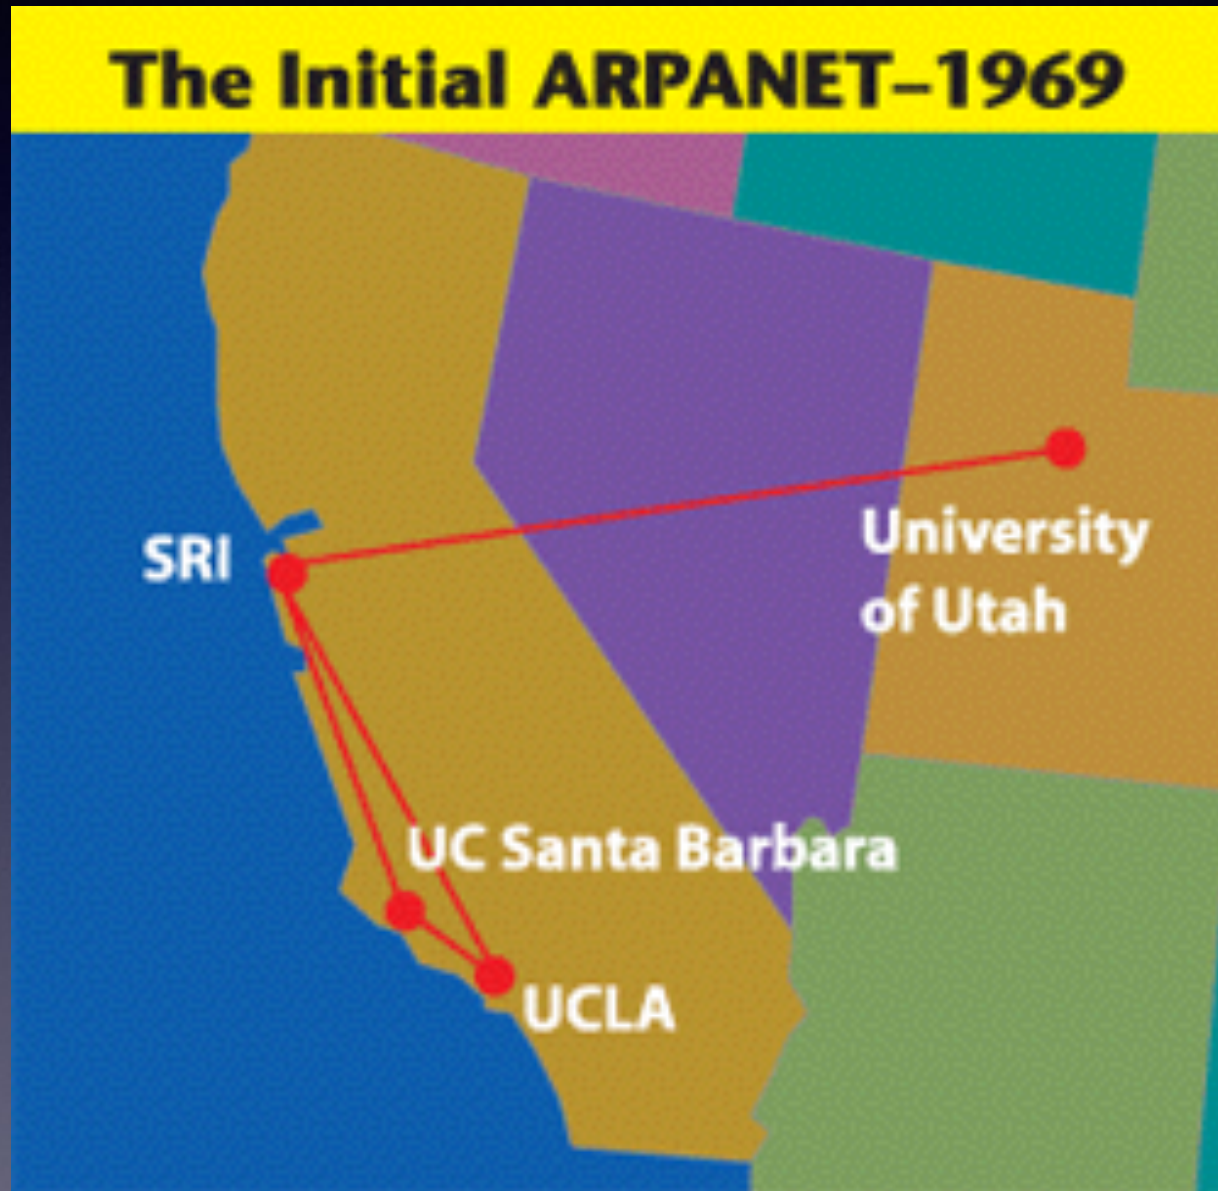 The Initial ARPANET–1969
SRI
University
of Utah
UC Santa Barbara
UCLA